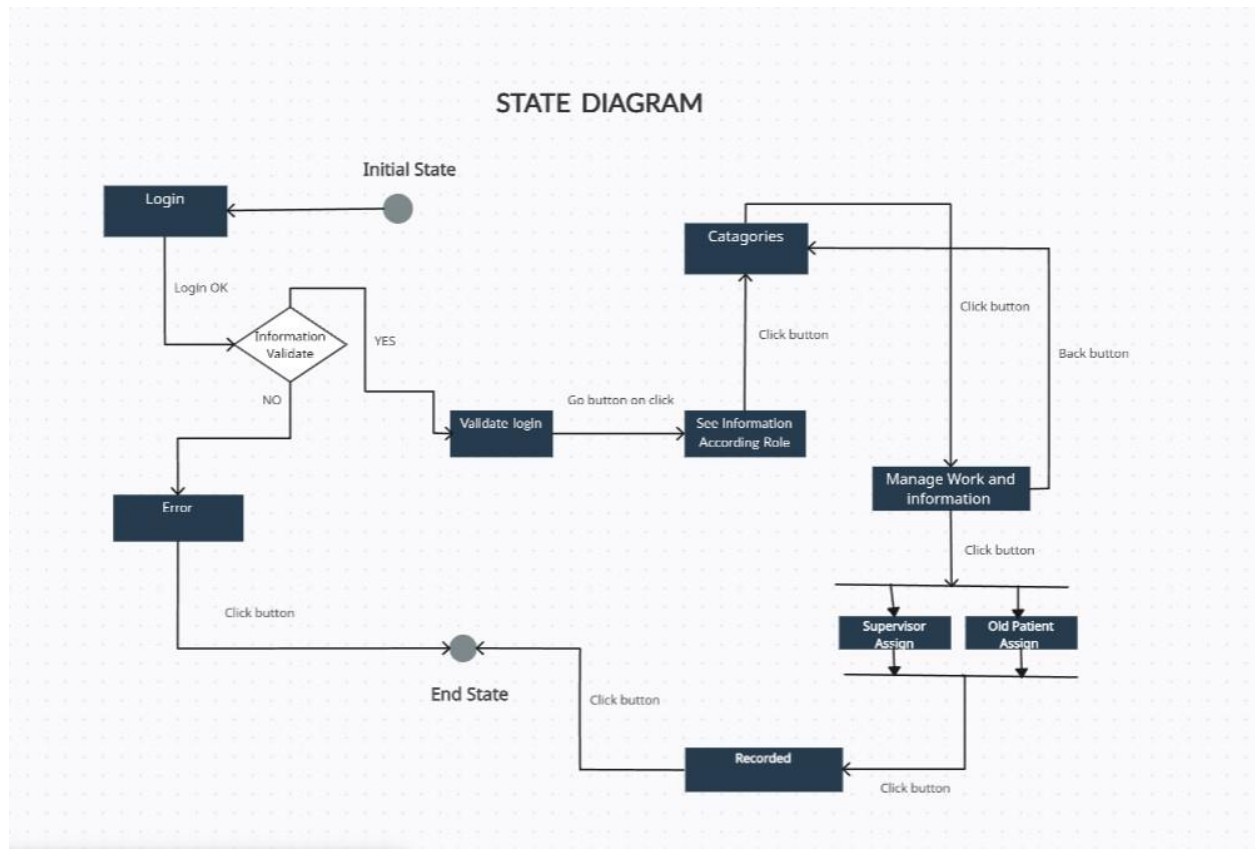 STATE DIAGRAM
Initial State
Login
Catagories
Login OK
Click button
Information
Validate
YES
Click button
Back button
NO
Go button on click
Validate login
See Information
According Role
Manage Work and
information
Error
Click button
Click button
Supervisor
Assign
Old Patient
Assign
End State
Click button
Recorded
Click button